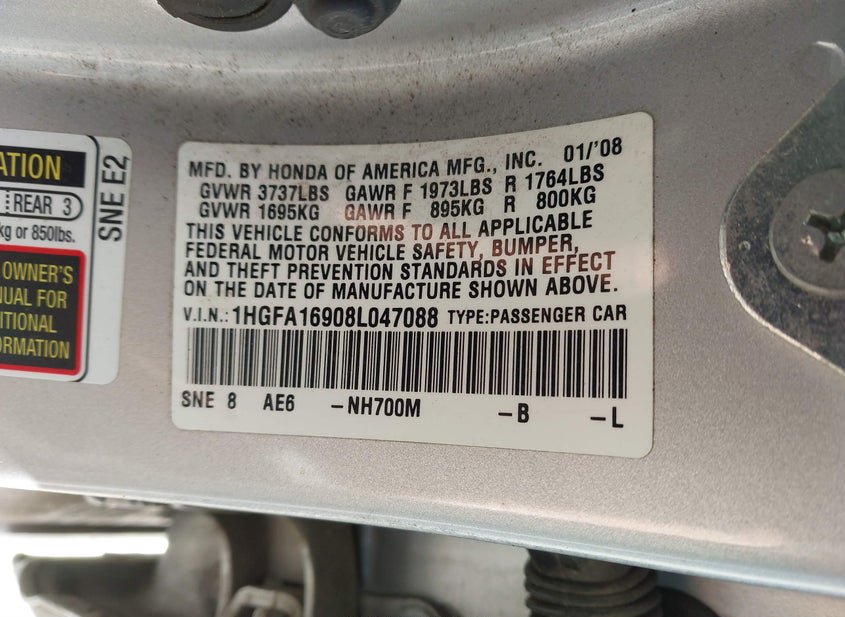 ATION
REAR 3
kg or 850lbs.
OWNER'S
UAL FOR
ITIONAL
ORMATION
SNE E2
MFD. BY HONDA OF AMERICA MFG., INC. 01/'08
GVWR 3737LBS GAWR F 1973LBS R 1764LBS
GVWR 1695KG GAWR F 895KG R 800KG
THIS VEHICLE CONFORMS TO ALL APPLICABLE
FEDERAL MOTOR VEHICLE SAFETY, BUMPER,
AND THEFT PREVENTION STANDARDS IN EFFECT
ON THE DATE OF MANUFACTURE SHOWN ABOVE.
V.I.N.: 1HGFA16908L047088 TYPE:PASSENGER CAR
SNE 8 AE6 -NH700M -B -L